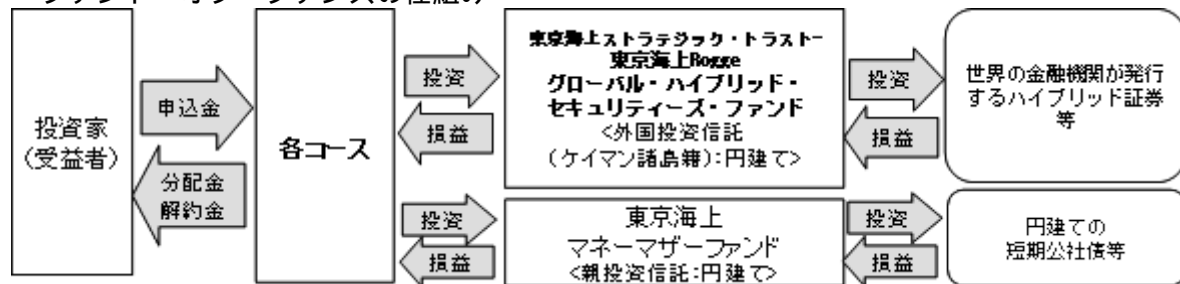 ファンド・オブ・ファンズの仕組み
投資家
(受益者)
申込金
分配金
解約金
各コース
投資
損益
東京海上ストラテジック・トラスト-
東京海上Rogge
グローバル・ハイブリッド・
セキュリティーズ・ファンド
<外国投資信託
(ケイマン諸島籍):円建て>
投資
損益
世界の金融機関が発行
するハイブリッド証券
等
投資
損益
東京海上
マネーマザーファンド
<親投資信託:円建て>
投資
損益
円建ての
短期公社債等